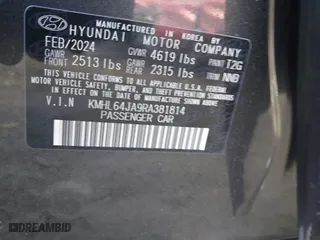 MANUFACTURED IN KOREA
HYUNDAI MOTOR COMPANY
FEB/2024 GVWR 4619 lbs PAINT T2G
GAWR FRONT 2513 lbs GAWR REAR 2315 lbs TRIM NNB
THIS VEHICLE CONFORMS TO ALL APPLICABLE
U.S. FEDERAL MOTOR VEHICLE SAFETY, BUMPER,
AND THEFT PREVENTION STANDARDS IN EFFECT ON
THE DATE OF MANUFACTURE SHOWN ABOVE.
V.I.N KMHL64JA9RA381814
PASSENGER CAR
DREAMBID